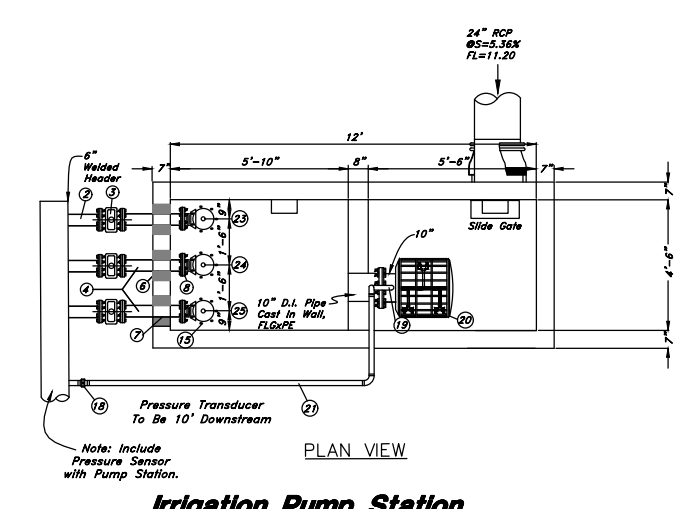 24" RCP
@S=5.36%
FL=11.20
12'
6"
Welded
Header
7"
5'-10"
8"
5'-6"
7"
7"
2
3
9"
23
Slide Gate
1'-6"
24
10"
4'-6"
4
6
8
1'-6"
10" D.I. Pipe
Cast In Wall,
FLGxPE
25
9"
7
15
19
20
7"
18
21
Pressure Transducer
To Be 10' Downstream
Note: Include
Pressure Sensor
with Pump Station.
PLAN VIEW
Irrigation Pump Station